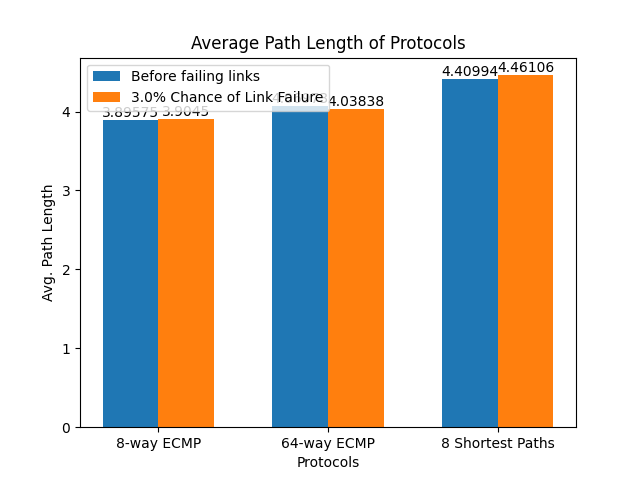 Average Path Length of Protocols
Before failing links
3.0% Chance of Link Failure
3.89575
3.9045
4.03838
4.40994
4.46106
4
3
2
1
0
Avg. Path Length
8-way ECMP
64-way ECMP
8 Shortest Paths
Protocols